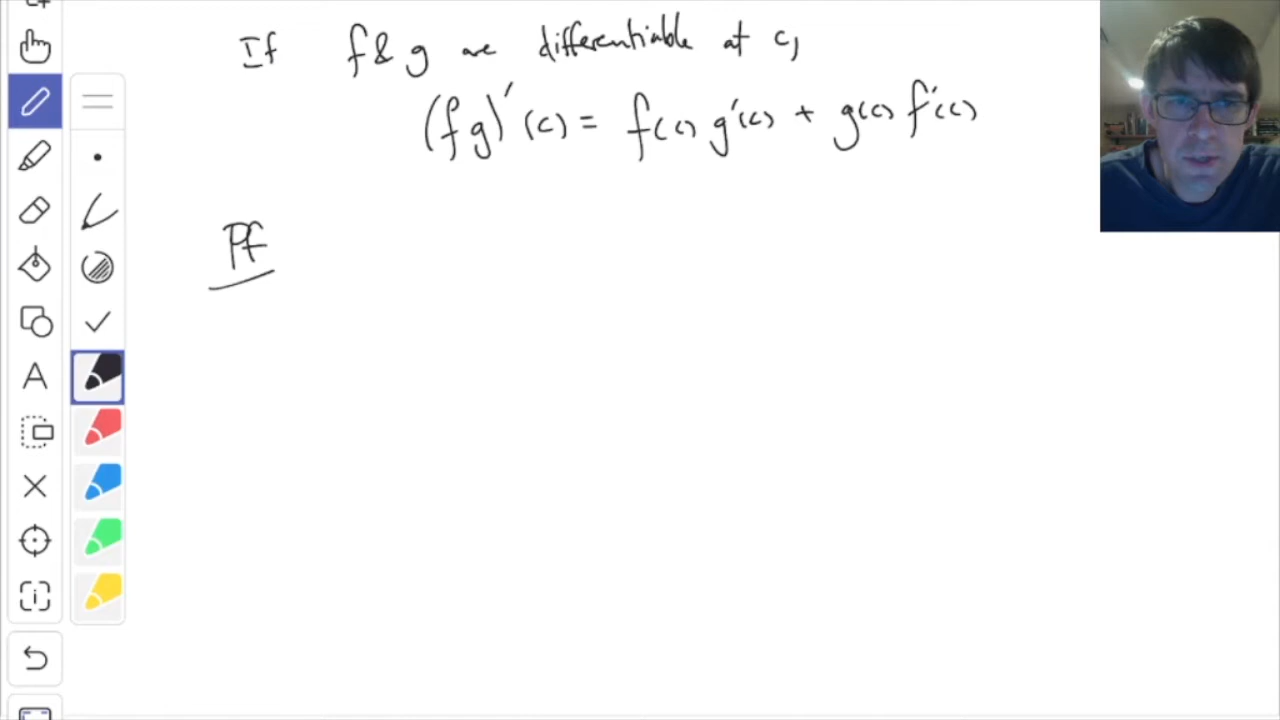 If f & g are differentiable at c,
(fg)'(c) = f(c) g'(c) + g(c) f'(c)
Pf